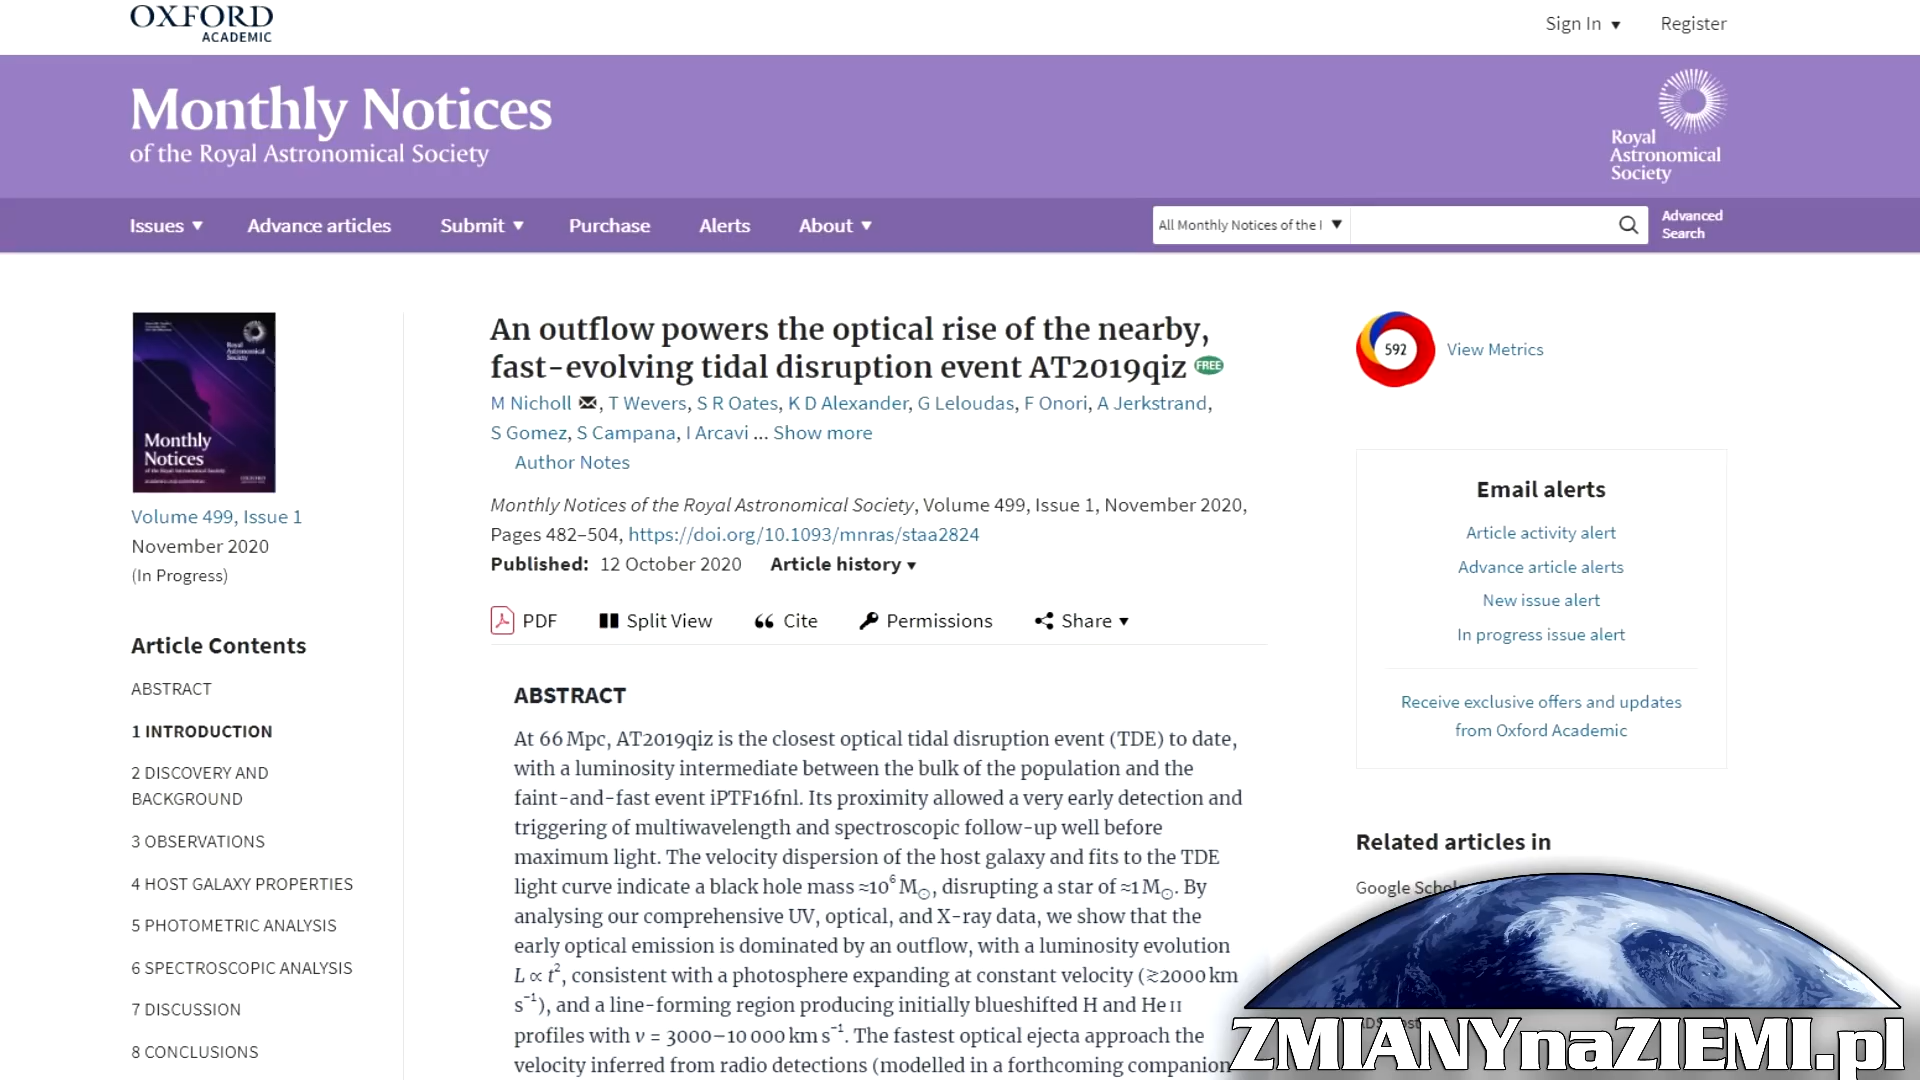 OXFORD
ACADEMIC
Sign In
Register
Monthly Notices
of the Royal Astronomical Society
Royal
Astronomical
Society
Issues
Advance articles
Submit
Purchase
Alerts
About
All Monthly Notices of the
Advanced
Search
Monthly
Notices
of the Royal Astronomical Society
Volume 499, Issue 1
November 2020
(In Progress)
Article Contents
ABSTRACT
1 INTRODUCTION
2 DISCOVERY AND
BACKGROUND
3 OBSERVATIONS
4 HOST GALAXY PROPERTIES
5 PHOTOMETRIC ANALYSIS
6 SPECTROSCOPIC ANALYSIS
7 DISCUSSION
8 CONCLUSIONS
An outflow powers the optical rise of the nearby,
fast-evolving tidal disruption event AT2019qiz FREE
M Nicholl, T Wevers, S R Oates, K D Alexander, G Leloudas, F Onori, A Jerkstrand,
S Gomez, S Campana, I Arcavi ... Show more
Author Notes
Monthly Notices of the Royal Astronomical Society, Volume 499, Issue 1, November 2020,
Pages 482–504, https://doi.org/10.1093/mnras/staa2824
Published: 12 October 2020 Article history
PDF
Split View
Cite
Permissions
Share
ABSTRACT
At 66 Mpc, AT2019qiz is the closest optical tidal disruption event (TDE) to date,
with a luminosity intermediate between the bulk of the population and the
faint-and-fast event iPTF16fnl. Its proximity allowed a very early detection and
triggering of multiwavelength and spectroscopic follow-up well before
maximum light. The velocity dispersion of the host galaxy and fits to the TDE
light curve indicate a black hole mass ≈10⁶ M⊙, disrupting a star of ≈1 M⊙. By
analysing our comprehensive UV, optical, and X-ray data, we show that the
early optical emission is dominated by an outflow, with a luminosity evolution
L ∝ t², consistent with a photosphere expanding at constant velocity (≳2000 km
s⁻¹), and a line-forming region producing initially blueshifted H and He II
profiles with v = 3000–10 000 km s⁻¹. The fastest optical ejecta approach the
velocity inferred from radio detections (modelled in a forthcoming companion
592
View Metrics
Email alerts
Article activity alert
Advance article alerts
New issue alert
In progress issue alert
Receive exclusive offers and updates
from Oxford Academic
Related articles in
Google
ZMIANYnaZIEMI.pl